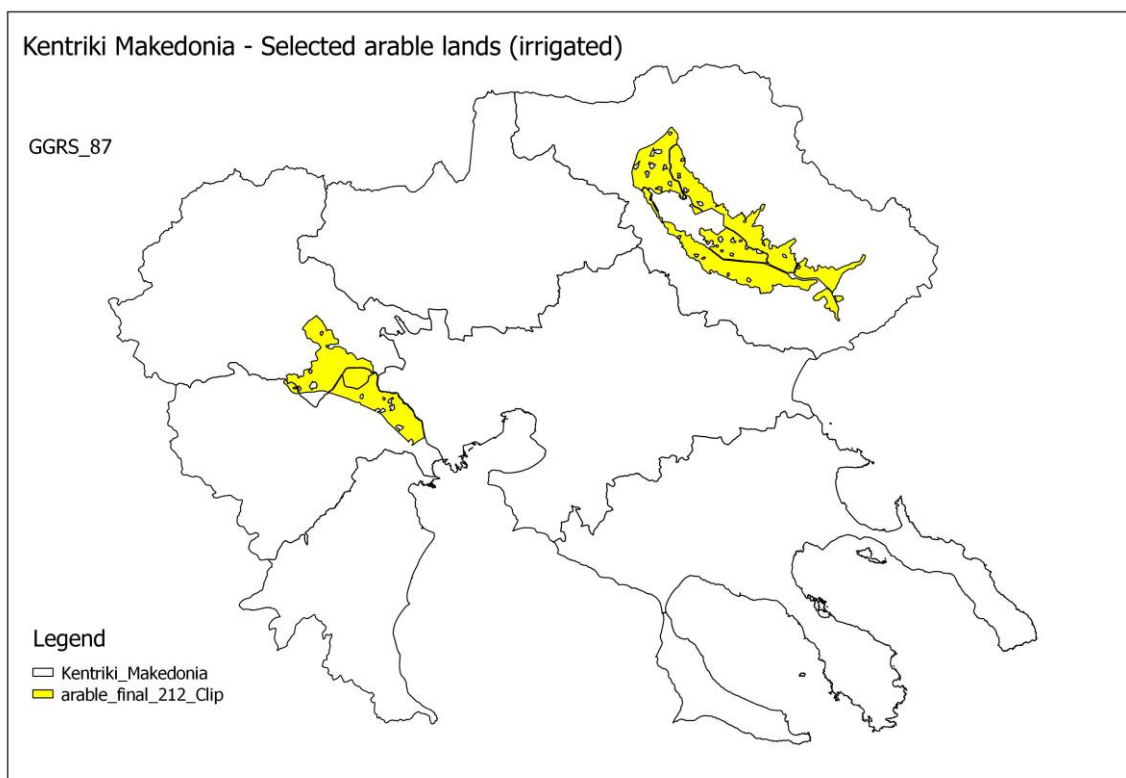 Kentriki Makedonia - Selected arable lands (irrigated)
GGRS_87
Legend
Kentriki_Makedonia
arable_final_212_Clip